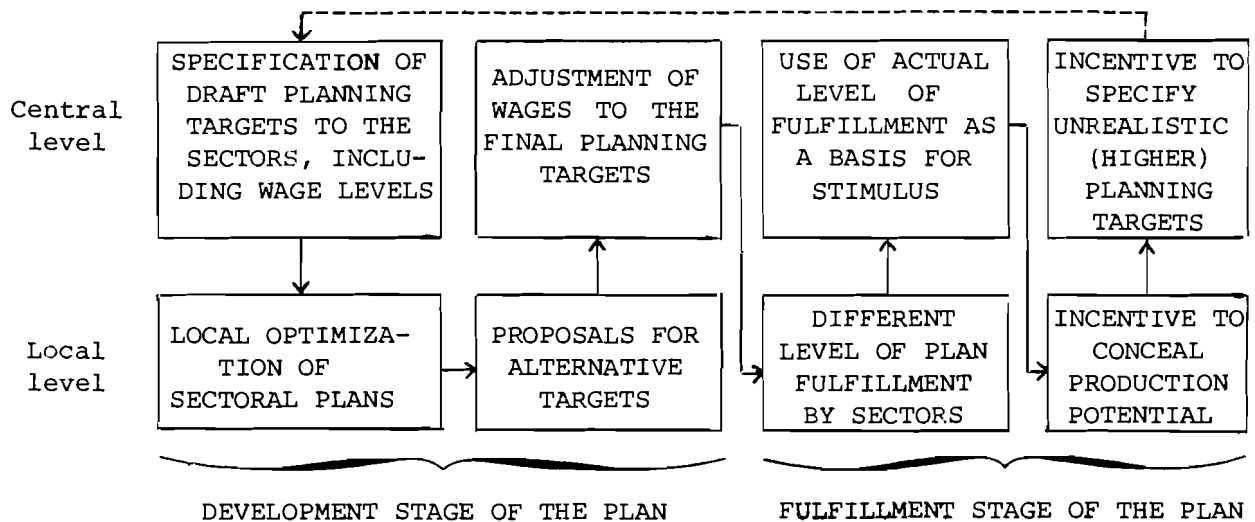 Central
level
SPECIFICATION OF
DRAFT PLANNING
TARGETS TO THE
SECTORS, INCLU-
DING WAGE LEVELS
ADJUSTMENT OF
WAGES TO THE
FINAL PLANNING
TARGETS
USE OF ACTUAL
LEVEL OF
FULFILLMENT AS
A BASIS FOR
STIMULUS
INCENTIVE TO
SPECIFY
UNREALISTIC
(HIGHER)
PLANNING
TARGETS
Local
level
LOCAL OPTIMIZA-
TION OF
SECTORAL PLANS
PROPOSALS FOR
ALTERNATIVE
TARGETS
DIFFERENT
LEVEL OF PLAN
FULFILLMENT
BY SECTORS
INCENTIVE TO
CONCEAL
PRODUCTION
POTENTIAL
DEVELOPMENT STAGE OF THE PLAN
FULFILLMENT STAGE OF THE PLAN